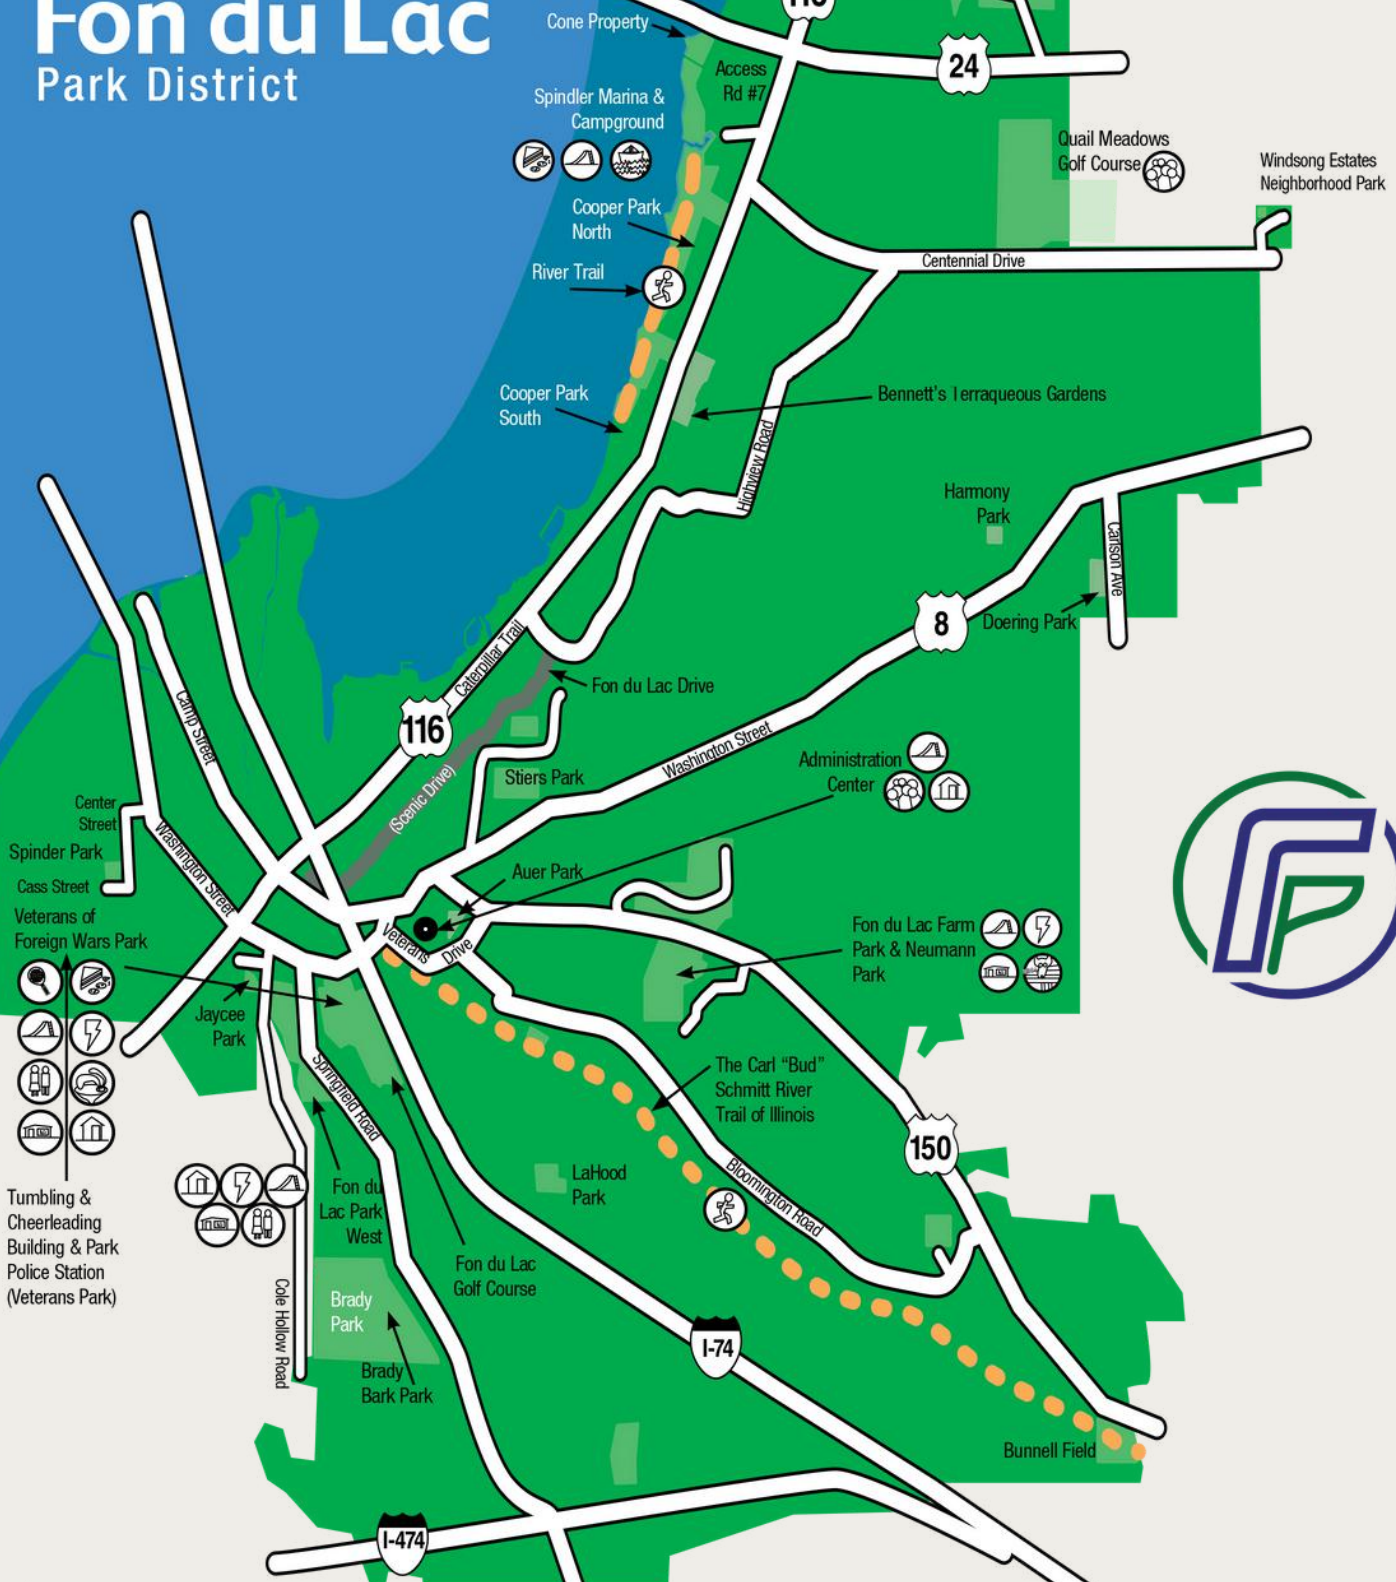 Fon du Lac
Park District
Cone Property
Access
Rd #7
24
Spindler Marina &
Campground
Quail Meadows
Golf Course
Windsong Estates
Neighborhood Park
Cooper Park
North
River Trail
Centennial Drive
Cooper Park
South
Bennett's Terraqueous Gardens
Highview Road
Harmony
Park
Carlson Ave
8
Doering Park
Caterpillar Trail
Fon du Lac Drive
116
Camp Street
Washington Street
Stiers Park
(Scenic Drive)
Administration
Center
Center
Street
Spinder Park
Cass Street
Washington Street
Auer Park
Veterans of
Foreign Wars Park
Veterans Drive
Fon du Lac Farm
Park & Neumann
Park
FP
Jaycee
Park
Springfield Road
The Carl "Bud"
Schmitt River
Trail of Illinois
150
LaHood
Park
Bloomington Road
Tumbling &
Cheerleading
Building & Park
Police Station
(Veterans Park)
Fon du
Lac Park
West
Fon du Lac
Golf Course
Cole Hollow Road
Brady
Park
I-74
Brady
Bark Park
Bunnell Field
I-474